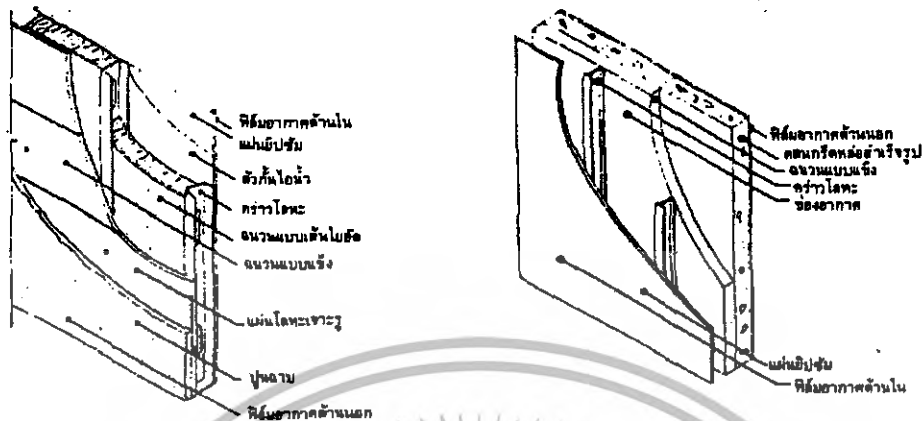 ฟิล์มอากาศด้านใน
แผ่นยิปซัม
ตัวกั้นไอน้ำ
คร่าวโลหะ
ฉนวนแบบเส้นใยอัด
ฉนวนแบบแข็ง
แผ่นโลหะเจาะรู
ปูนฉาบ
ฟิล์มอากาศด้านนอก
ฟิล์มอากาศด้านนอก
คอนกรีตหล่อสำเร็จรูป
ฉนวนแบบแข็ง
คร่าวโลหะ
ช่องอากาศ
แผ่นยิปซัม
ฟิล์มอากาศด้านใน